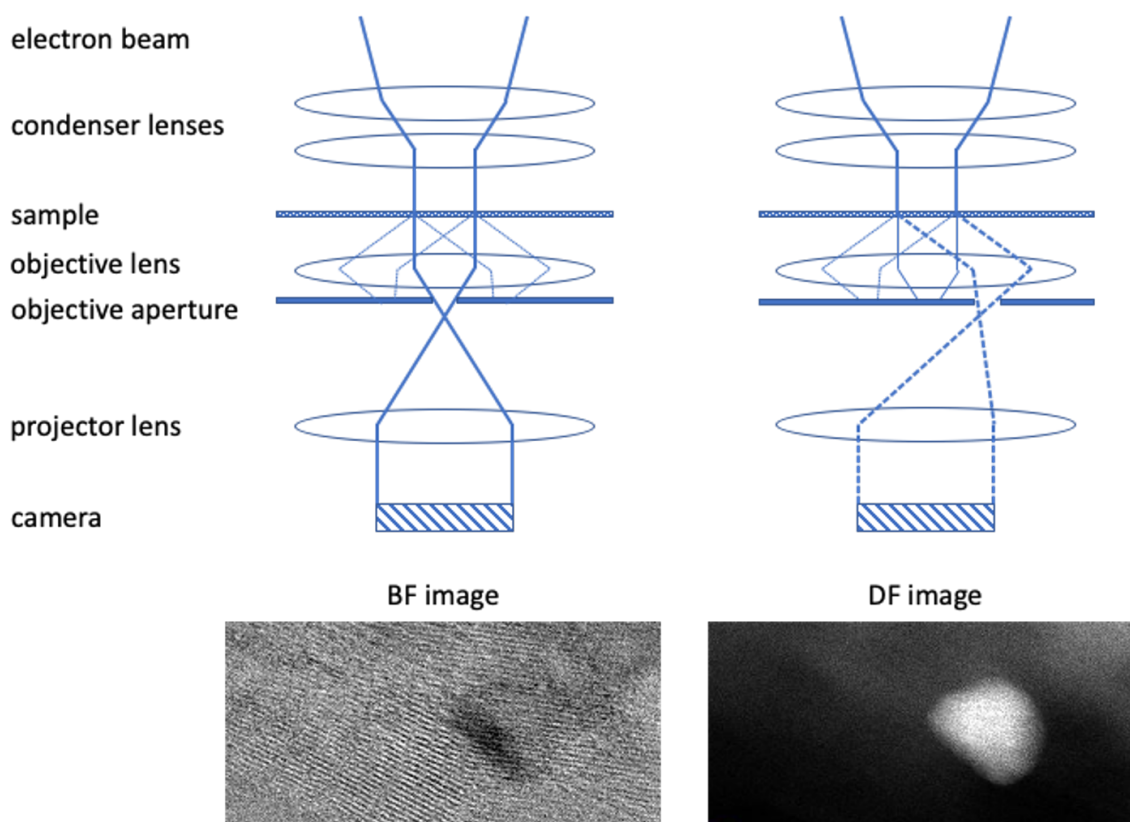 electron beam
condenser lenses
sample
objective lens
objective aperture
projector lens
camera
BF image
DF image